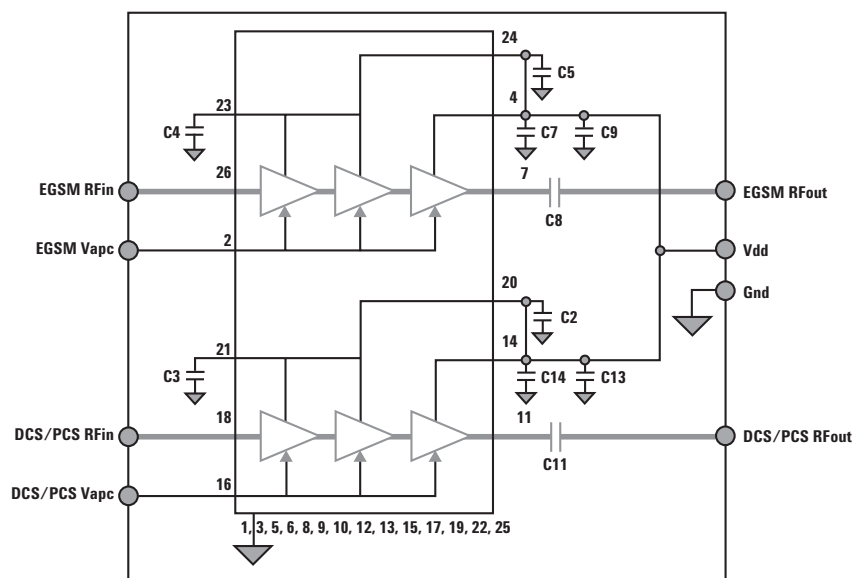 24
C5
23
4
C4
C7
C9
26
7
EGSM RFin
EGSM RFout
C8
EGSM Vapc
2
Vdd
Gnd
20
C2
21
14
C3
C14
C13
18
11
DCS/PCS RFin
DCS/PCS RFout
C11
16
DCS/PCS Vapc
1, 3, 5, 6, 8, 9, 10, 12, 13, 15, 17, 19, 22, 25